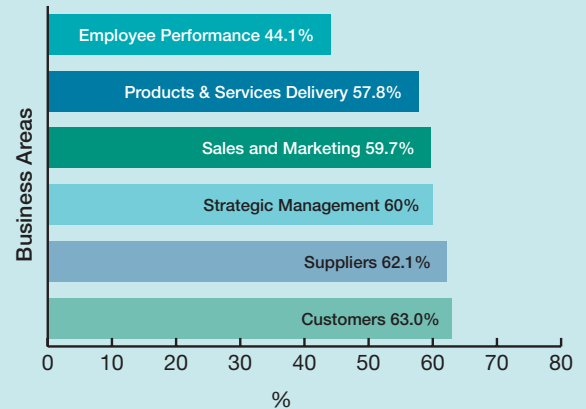 Business Areas
Employee Performance 44.1%
Products & Services Delivery 57.8%
Sales and Marketing 59.7%
Strategic Management 60%
Suppliers 62.1%
Customers 63.0%
0 10 20 30 40 50 60 70 80
%